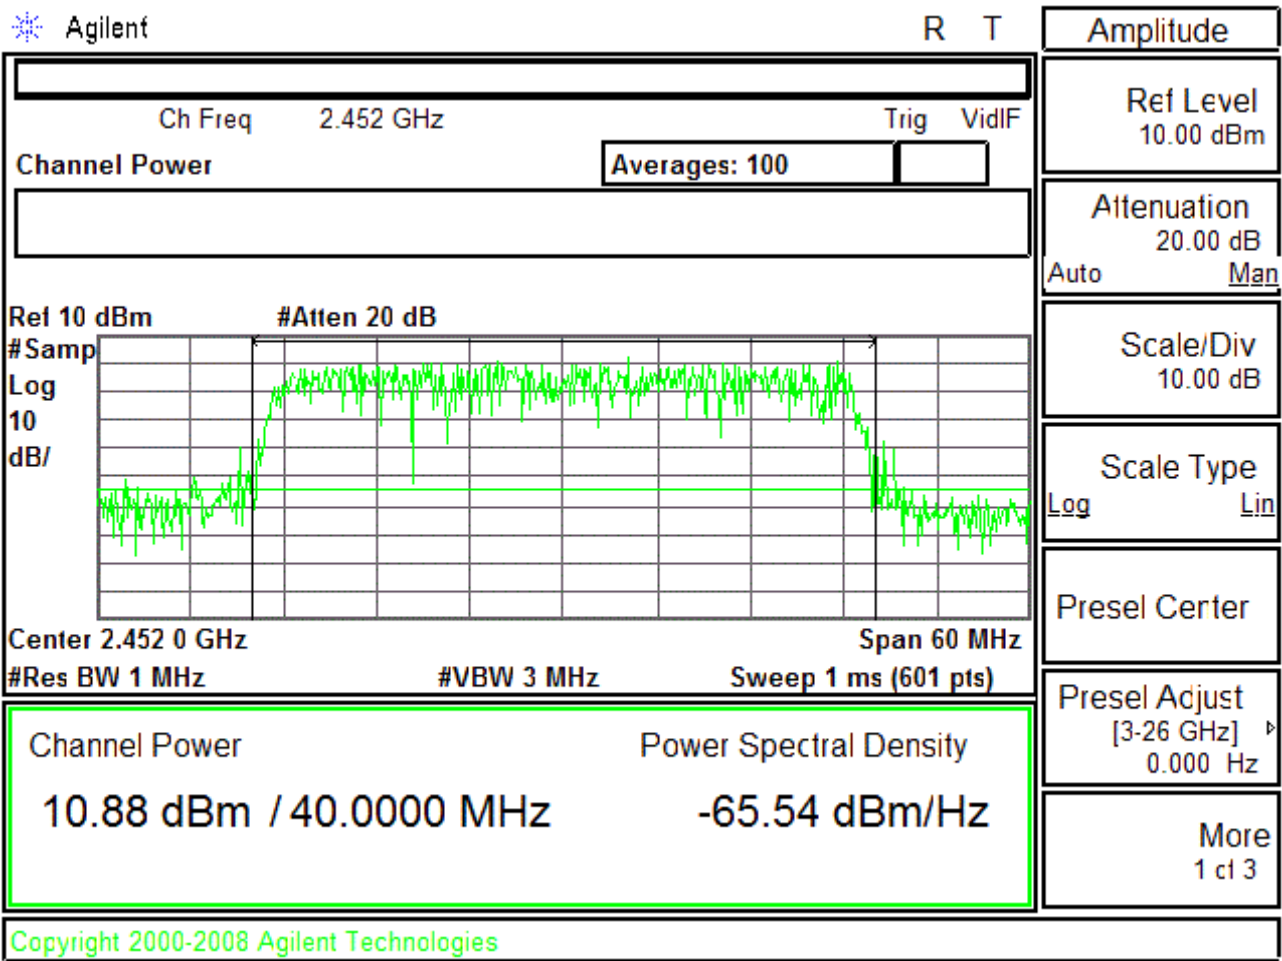 Agilent
R T
Ch Freq 2.452 GHz
Trig VidIF
Channel Power
Averages: 100
Ref 10 dBm
#Atten 20 dB
#Samp
Log
10
dB/
Center 2.452 0 GHz
Span 60 MHz
#Res BW 1 MHz
#VBW 3 MHz
Sweep 1 ms (601 pts)
Channel Power
Power Spectral Density
10.88 dBm / 40.0000 MHz
-65.54 dBm/Hz
Copyright 2000-2008 Agilent Technologies
Amplitude
Ref Level
10.00 dBm
Attenuation
20.00 dB
Auto Man
Scale/Div
10.00 dB
Scale Type
Log Lin
Presel Center
Presel Adjust
[3-26 GHz]
0.000 Hz
More
1 of 3